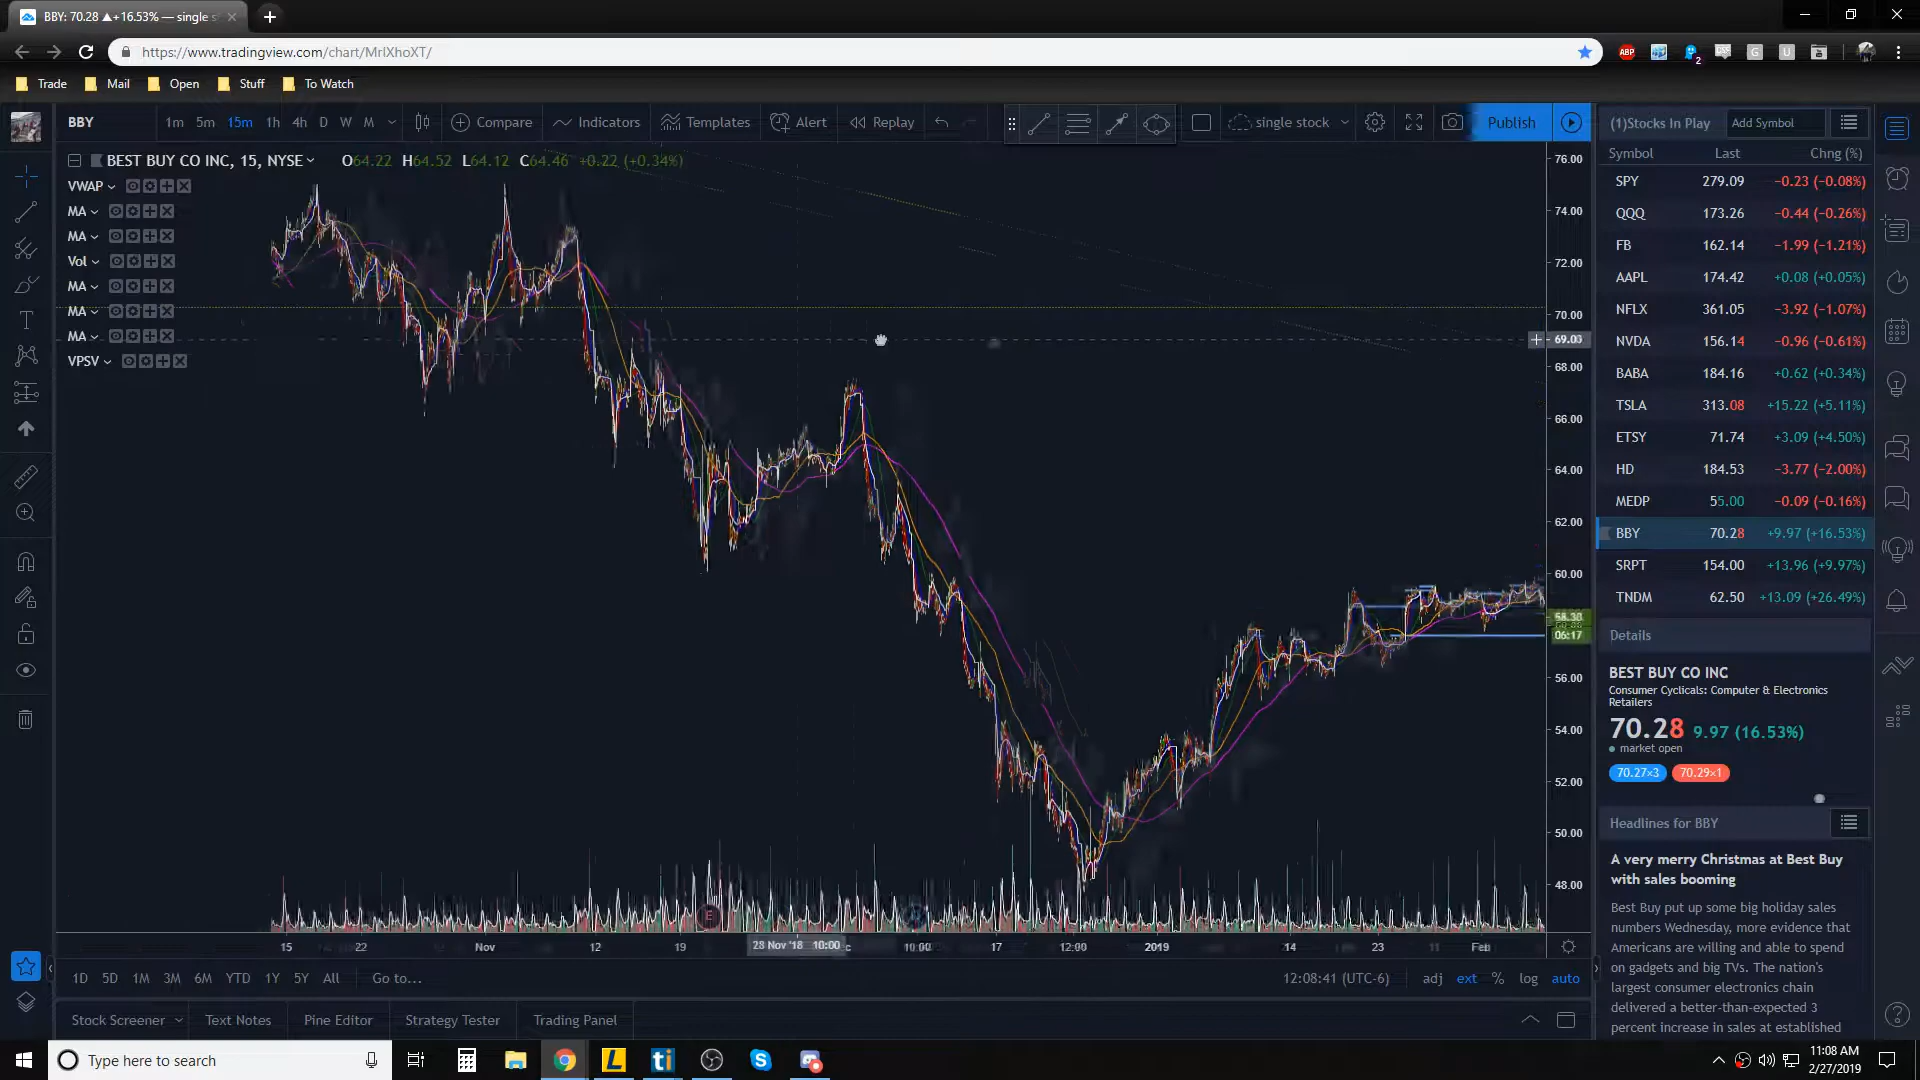 BBY: 70.28 ▲+16.53% — single s
https://www.tradingview.com/chart/MrlXhoXT/
ABP
2
G
U
Trade Mail Open Stuff To Watch
BBY 1m 5m 15m 1h 4h D W M Compare Indicators Templates Alert Replay single stock Publish
BEST BUY CO INC, 15, NYSE O64.22 H64.52 L64.12 C64.46 +0.22 (+0.34%)
VWAP
MA
MA
Vol
MA
MA
MA
VPSV
76.00
74.00
72.00
70.00
69.00
68.00
66.00
64.00
62.00
60.00
58.30
06:17
56.00
54.00
52.00
50.00
48.00
E
15 22 Nov 12 19 28 Nov '18 10:00 c 10:00 17 12:00 2019 14 23 11 Feb
1D 5D 1M 3M 6M YTD 1Y 5Y All Go to... 12:08:41 (UTC-6) adj ext % log auto
Stock Screener Text Notes Pine Editor Strategy Tester Trading Panel
(1)Stocks In Play Add Symbol
Symbol Last Chng (%)
SPY 279.09 −0.23 (−0.08%)
QQQ 173.26 −0.44 (−0.26%)
FB 162.14 −1.99 (−1.21%)
AAPL 174.42 +0.08 (+0.05%)
NFLX 361.05 −3.92 (−1.07%)
NVDA 156.14 −0.96 (−0.61%)
BABA 184.16 +0.62 (+0.34%)
TSLA 313.08 +15.22 (+5.11%)
ETSY 71.74 +3.09 (+4.50%)
HD 184.53 −3.77 (−2.00%)
MEDP 55.00 −0.09 (−0.16%)
BBY 70.28 +9.97 (+16.53%)
SRPT 154.00 +13.96 (+9.97%)
TNDM 62.50 +13.09 (+26.49%)
Details
BEST BUY CO INC
Consumer Cyclicals: Computer & Electronics
Retailers
70.28 9.97 (16.53%)
market open
70.27×3 70.29×1
Headlines for BBY
A very merry Christmas at Best Buy
with sales booming
Best Buy put up some big holiday sales
numbers Wednesday, more evidence that
Americans are willing and able to spend
on gadgets and big TVs. The nation's
largest consumer electronics chain
delivered a better-than-expected 3
percent increase in sales at established
Type here to search
L
ti
S
11:08 AM
2/27/2019